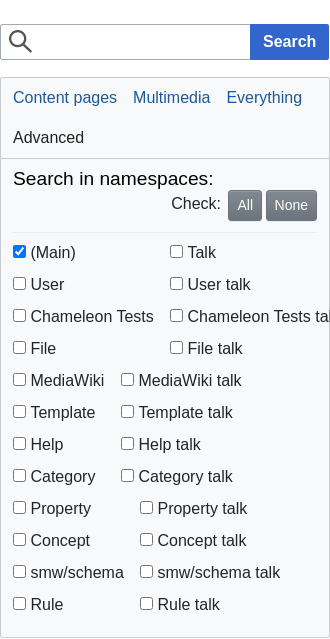 Search
Content pages Multimedia Everything
Advanced
Search in namespaces:
Check: All None
(Main) Talk
User User talk
Chameleon Tests Chameleon Tests tal
File File talk
MediaWiki MediaWiki talk
Template Template talk
Help Help talk
Category Category talk
Property Property talk
Concept Concept talk
smw/schema smw/schema talk
Rule Rule talk